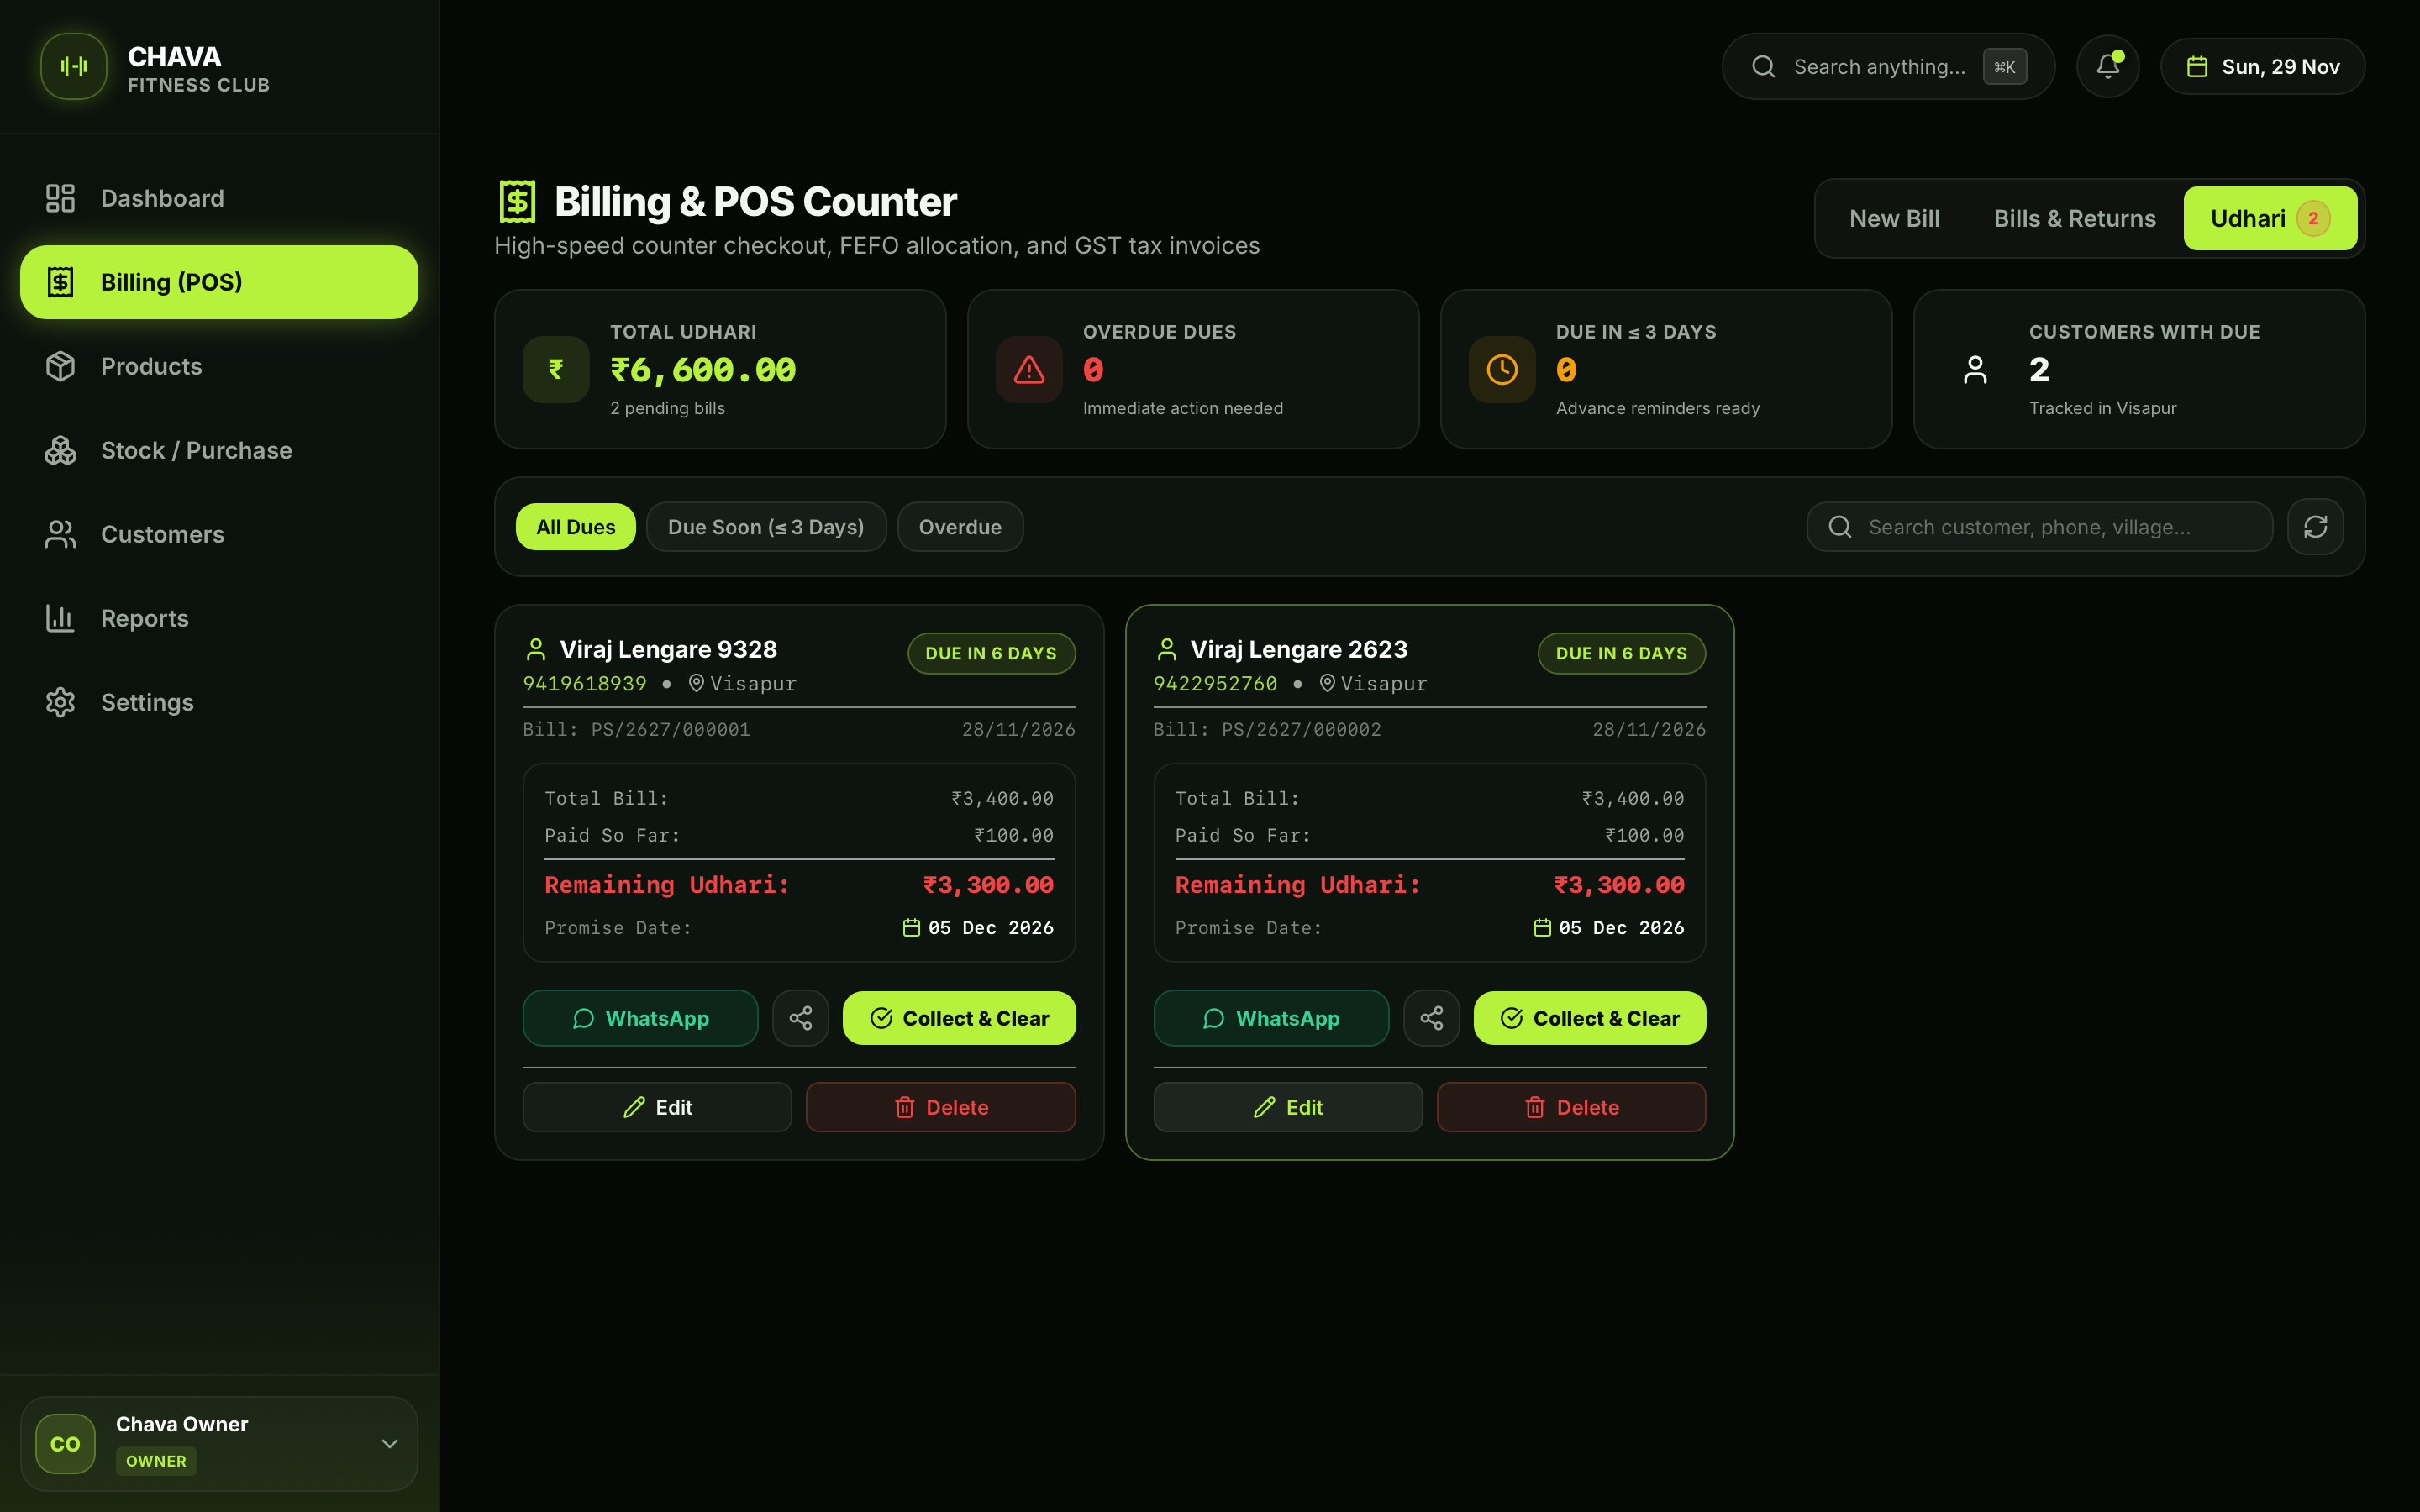 CHAVA
FITNESS CLUB
Search anything... ⌘K
Sun, 29 Nov
Dashboard
Billing (POS)
Products
Stock / Purchase
Customers
Reports
Settings
Billing & POS Counter
High-speed counter checkout, FEFO allocation, and GST tax invoices
New Bill
Bills & Returns
Udhari 2
₹
TOTAL UDHARI
₹6,600.00
2 pending bills
OVERDUE DUES
0
Immediate action needed
DUE IN ≤ 3 DAYS
0
Advance reminders ready
CUSTOMERS WITH DUE
2
Tracked in Visapur
All Dues
Due Soon (≤ 3 Days)
Overdue
Search customer, phone, village...
Viraj Lengare 9328
DUE IN 6 DAYS
9419618939 • Visapur
Bill: PS/2627/000001 28/11/2026
Total Bill: ₹3,400.00
Paid So Far: ₹100.00
Remaining Udhari: ₹3,300.00
Promise Date: 05 Dec 2026
WhatsApp
Collect & Clear
Edit
Delete
Viraj Lengare 2623
DUE IN 6 DAYS
9422952760 • Visapur
Bill: PS/2627/000002 28/11/2026
Total Bill: ₹3,400.00
Paid So Far: ₹100.00
Remaining Udhari: ₹3,300.00
Promise Date: 05 Dec 2026
WhatsApp
Collect & Clear
Edit
Delete
CO
Chava Owner
OWNER